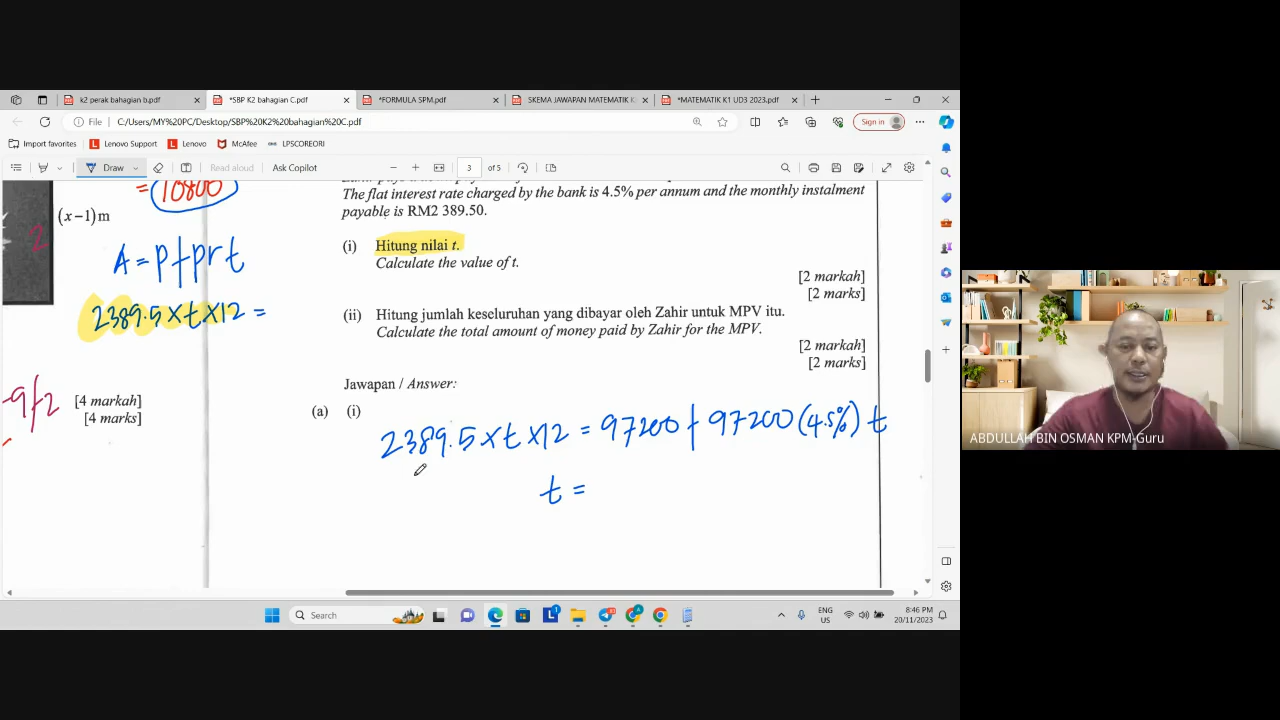 k2 perak bahagian b.pdf
*SBP K2 bahagian C.pdf
*FORMULA SPM.pdf
SKEMA JAWAPAN MATEMATIK K
*MATEMATIK K1 UD3 2023.pdf
File C:/Users/MY%20PC/Desktop/SBP%20K2%20bahagian%20C.pdf
Sign in
Import favorites Lenovo Support Lenovo McAfee LPSCOREORI
Draw Read aloud Ask Copilot 3 of 5
= 10800
(x−1) m
2
A = P + Prt
2389.5 × t × 12 =
−9/2
[4 markah]
[4 marks]
The flat interest rate charged by the bank is 4.5% per annum and the monthly instalment
payable is RM2 389.50.
(i) Hitung nilai t.
Calculate the value of t.
[2 markah]
[2 marks]
(ii) Hitung jumlah keseluruhan yang dibayar oleh Zahir untuk MPV itu.
Calculate the total amount of money paid by Zahir for the MPV.
[2 markah]
[2 marks]
Jawapan / Answer:
(a) (i)
2389.5 × t × 12 = 97200 + 97200 (4.5%) t
t =
ABDULLAH BIN OSMAN KPM-Guru
Search
ENG
US
8:46 PM
20/11/2023